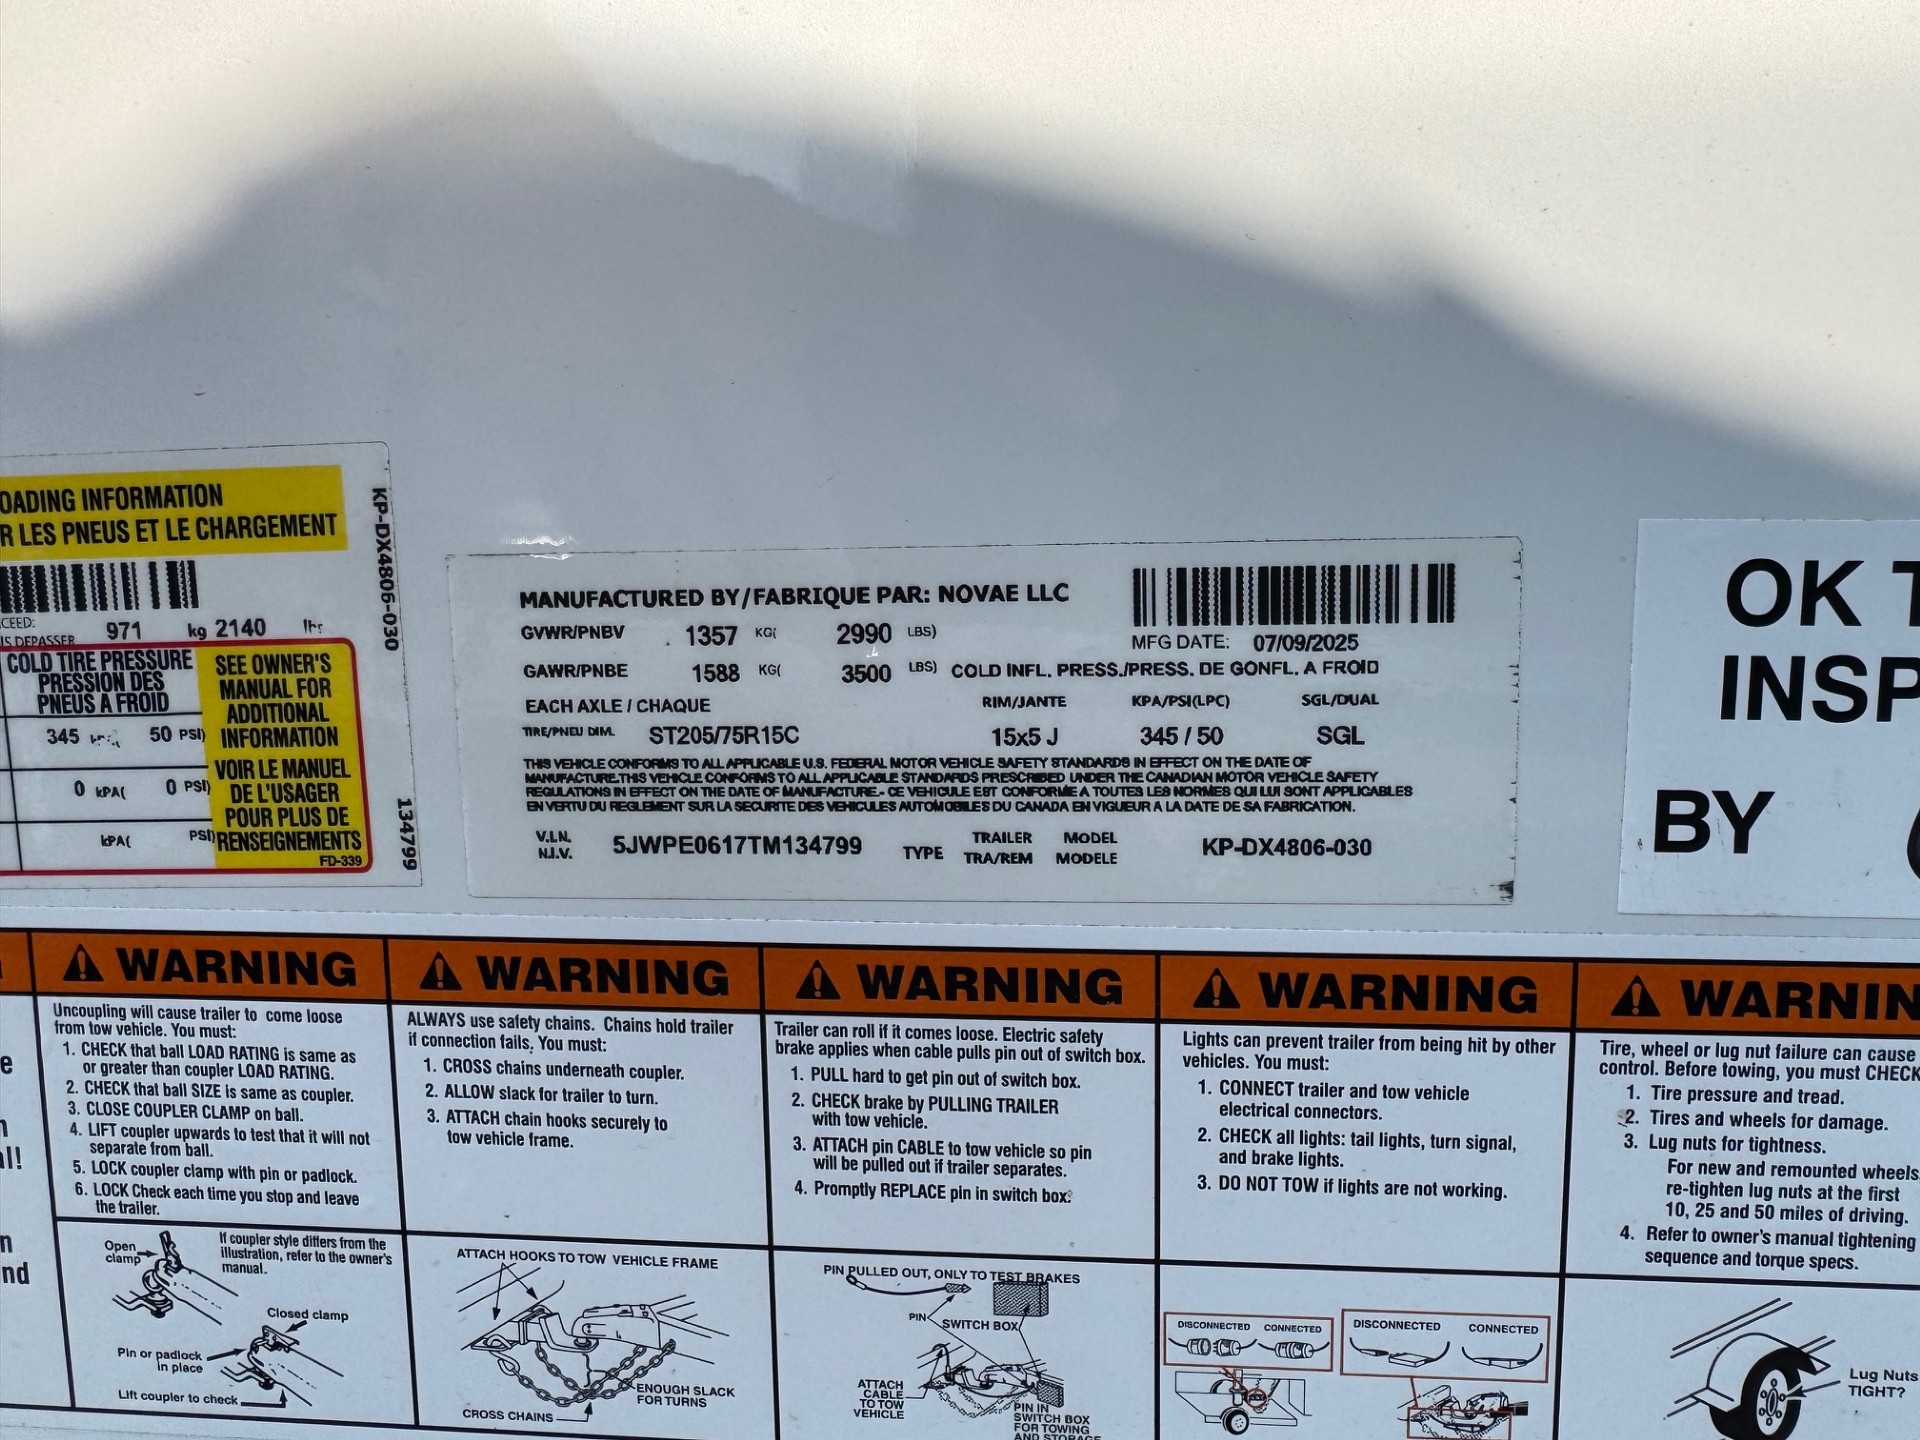 OADING INFORMATION
R LES PNEUS ET LE CHARGEMENT
CEED:
IS DEPASSER 971 kg 2140 lbs
COLD TIRE PRESSURE
PRESSION DES
PNEUS A FROID
345 50 PSI)
0 kPA( 0 PSI)
kPA( PSI)
SEE OWNER'S
MANUAL FOR
ADDITIONAL
INFORMATION
VOIR LE MANUEL
DE L'USAGER
POUR PLUS DE
RENSEIGNEMENTS
FD-339
KP-DX4806-030
134799
MANUFACTURED BY/FABRIQUE PAR: NOVAE LLC
GVWR/PNBV 1357 KG( 2990 LBS)
MFG DATE: 07/09/2025
GAWR/PNBE 1588 KG( 3500 LBS) COLD INFL. PRESS./PRESS. DE GONFL. A FROID
EACH AXLE / CHAQUE RIM/JANTE KPA/PSI(LPC) SGL/DUAL
TIRE/PNEU DIM. ST205/75R15C 15x5 J 345 / 50 SGL
THIS VEHICLE CONFORMS TO ALL APPLICABLE U.S. FEDERAL MOTOR VEHICLE SAFETY STANDARDS IN EFFECT ON THE DATE OF
MANUFACTURE.THIS VEHICLE CONFORMS TO ALL APPLICABLE STANDARDS PRESCRIBED UNDER THE CANADIAN MOTOR VEHICLE SAFETY
REGULATIONS IN EFFECT ON THE DATE OF MANUFACTURE.- CE VEHICULE EST CONFORME A TOUTES LES NORMES QUI LUI SONT APPLICABLES
EN VERTU DU REGLEMENT SUR LA SECURITE DES VEHICULES AUTOMOBILES DU CANADA EN VIGUEUR A LA DATE DE SA FABRICATION.
V.I.N. 5JWPE0617TM134799 TRAILER MODEL KP-DX4806-030
N.I.V. TYPE TRA/REM MODELE
OK T
INSP
BY
WARNING
Uncoupling will cause trailer to come loose
from tow vehicle. You must:
1. CHECK that ball LOAD RATING is same as
or greater than coupler LOAD RATING.
2. CHECK that ball SIZE is same as coupler.
3. CLOSE COUPLER CLAMP on ball.
4. LIFT coupler upwards to test that it will not
separate from ball.
5. LOCK coupler clamp with pin or padlock.
6. LOCK Check each time you stop and leave
the trailer.
Open
clamp
If coupler style differs from the
illustration, refer to the owner's
manual.
Closed clamp
Pin or padlock
in place
Lift coupler to check
WARNING
ALWAYS use safety chains. Chains hold trailer
if connection fails. You must:
1. CROSS chains underneath coupler.
2. ALLOW slack for trailer to turn.
3. ATTACH chain hooks securely to
tow vehicle frame.
ATTACH HOOKS TO TOW VEHICLE FRAME
ENOUGH SLACK
FOR TURNS
CROSS CHAINS
WARNING
Trailer can roll if it comes loose. Electric safety
brake applies when cable pulls pin out of switch box.
1. PULL hard to get pin out of switch box.
2. CHECK brake by PULLING TRAILER
with tow vehicle.
3. ATTACH pin CABLE to tow vehicle so pin
will be pulled out if trailer separates.
4. Promptly REPLACE pin in switch box.
PIN PULLED OUT, ONLY TO TEST BRAKES
PIN
SWITCH BOX
ATTACH
CABLE
TO TOW
VEHICLE
PIN IN
SWITCH BOX
FOR TOWING
AND STORAGE
WARNING
Lights can prevent trailer from being hit by other
vehicles. You must:
1. CONNECT trailer and tow vehicle
electrical connectors.
2. CHECK all lights: tail lights, turn signal,
and brake lights.
3. DO NOT TOW if lights are not working.
DISCONNECTED CONNECTED
DISCONNECTED CONNECTED
WARNIN
Tire, wheel or lug nut failure can cause
control. Before towing, you must CHECK
1. Tire pressure and tread.
2. Tires and wheels for damage.
3. Lug nuts for tightness.
For new and remounted wheels,
re-tighten lug nuts at the first
10, 25 and 50 miles of driving.
4. Refer to owner's manual tightening
sequence and torque specs.
Lug Nuts
TIGHT?